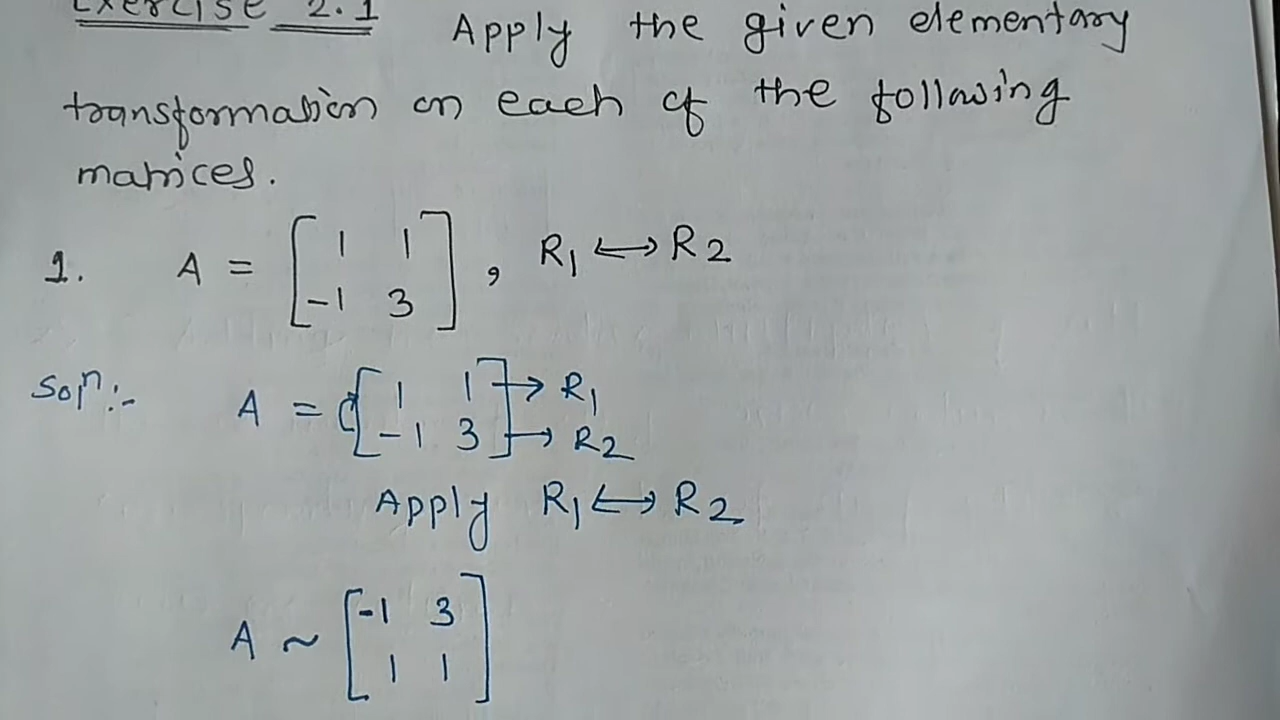 Exercise 2.1 Apply the given elementary
transformation on each of the following
matrices.
1. A = [ 1 1
-1 3 ] , R1 ↔ R2
Soln:- A = [ 1 1 ] → R1
-1 3 → R2
Apply R1 ↔ R2
A ~ [ -1 3
1 1 ]